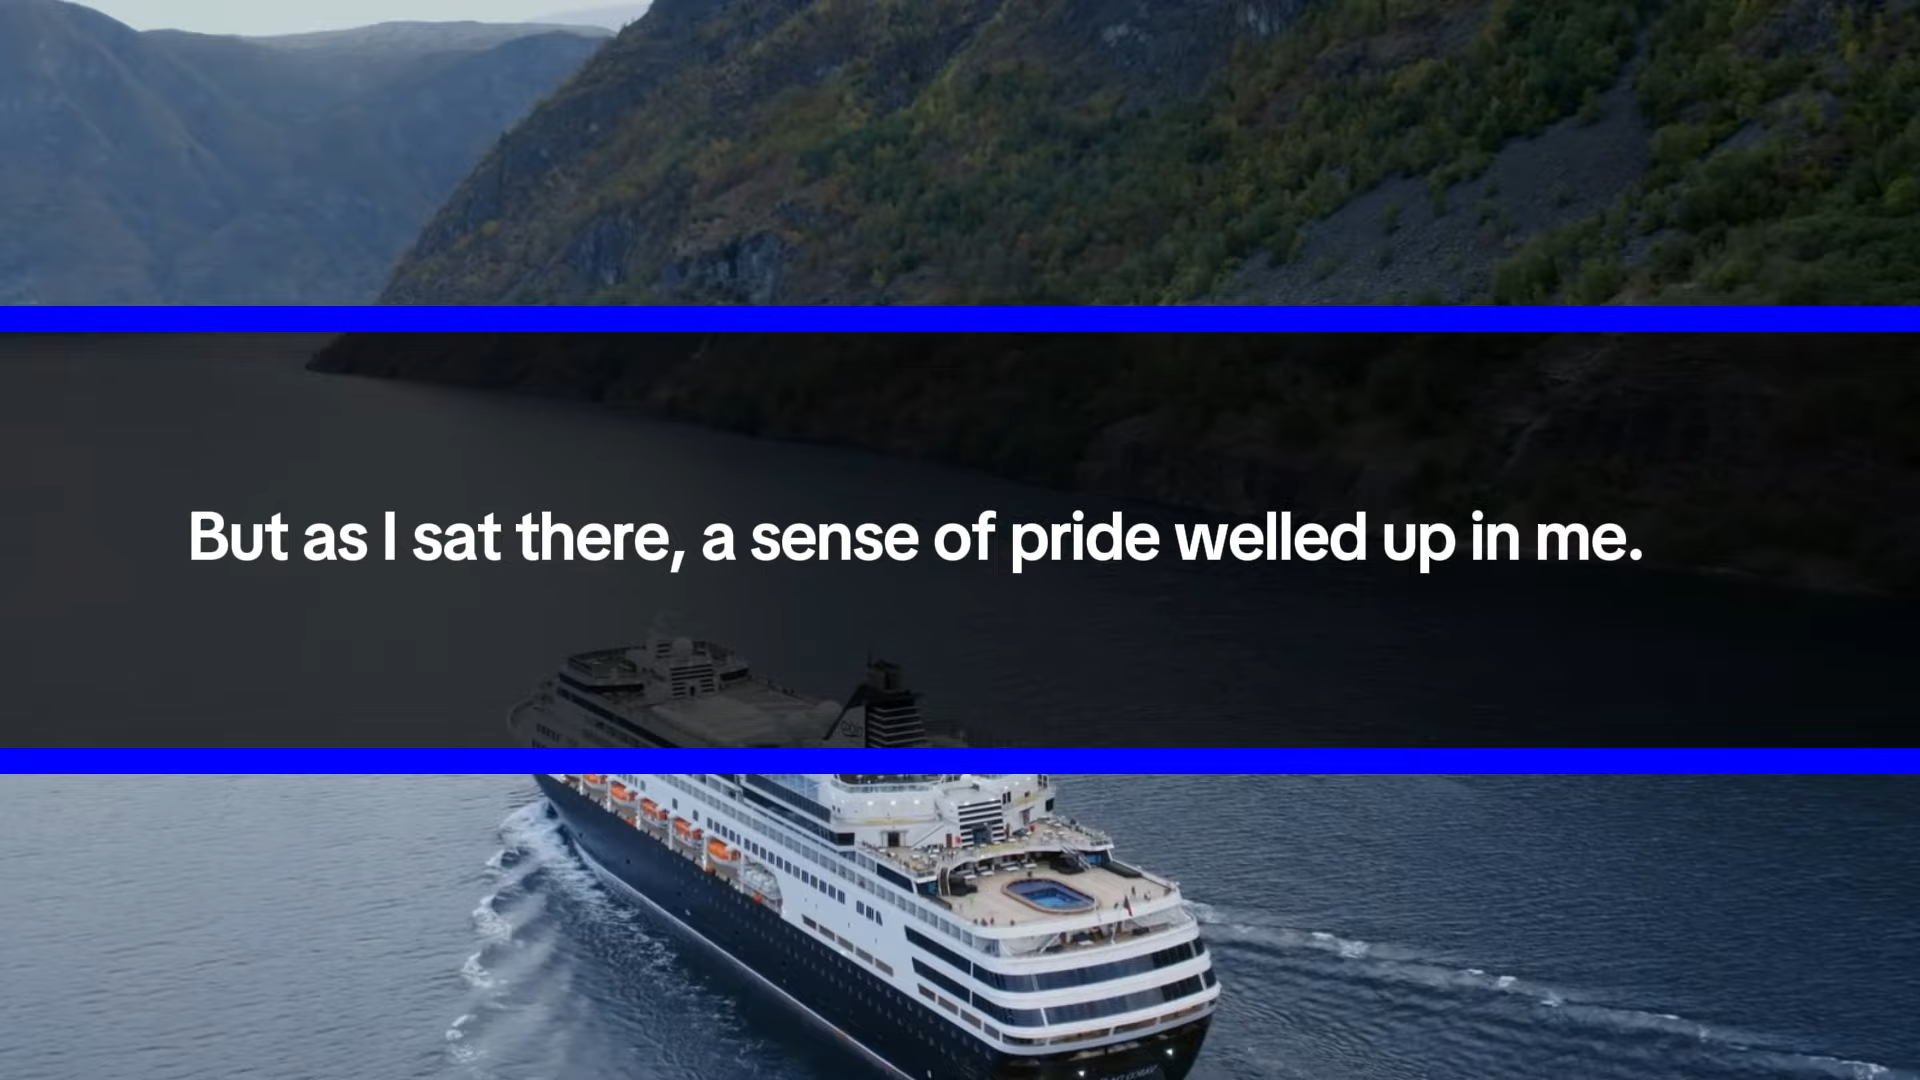 But as I sat there, a sense of pride welled up in me.